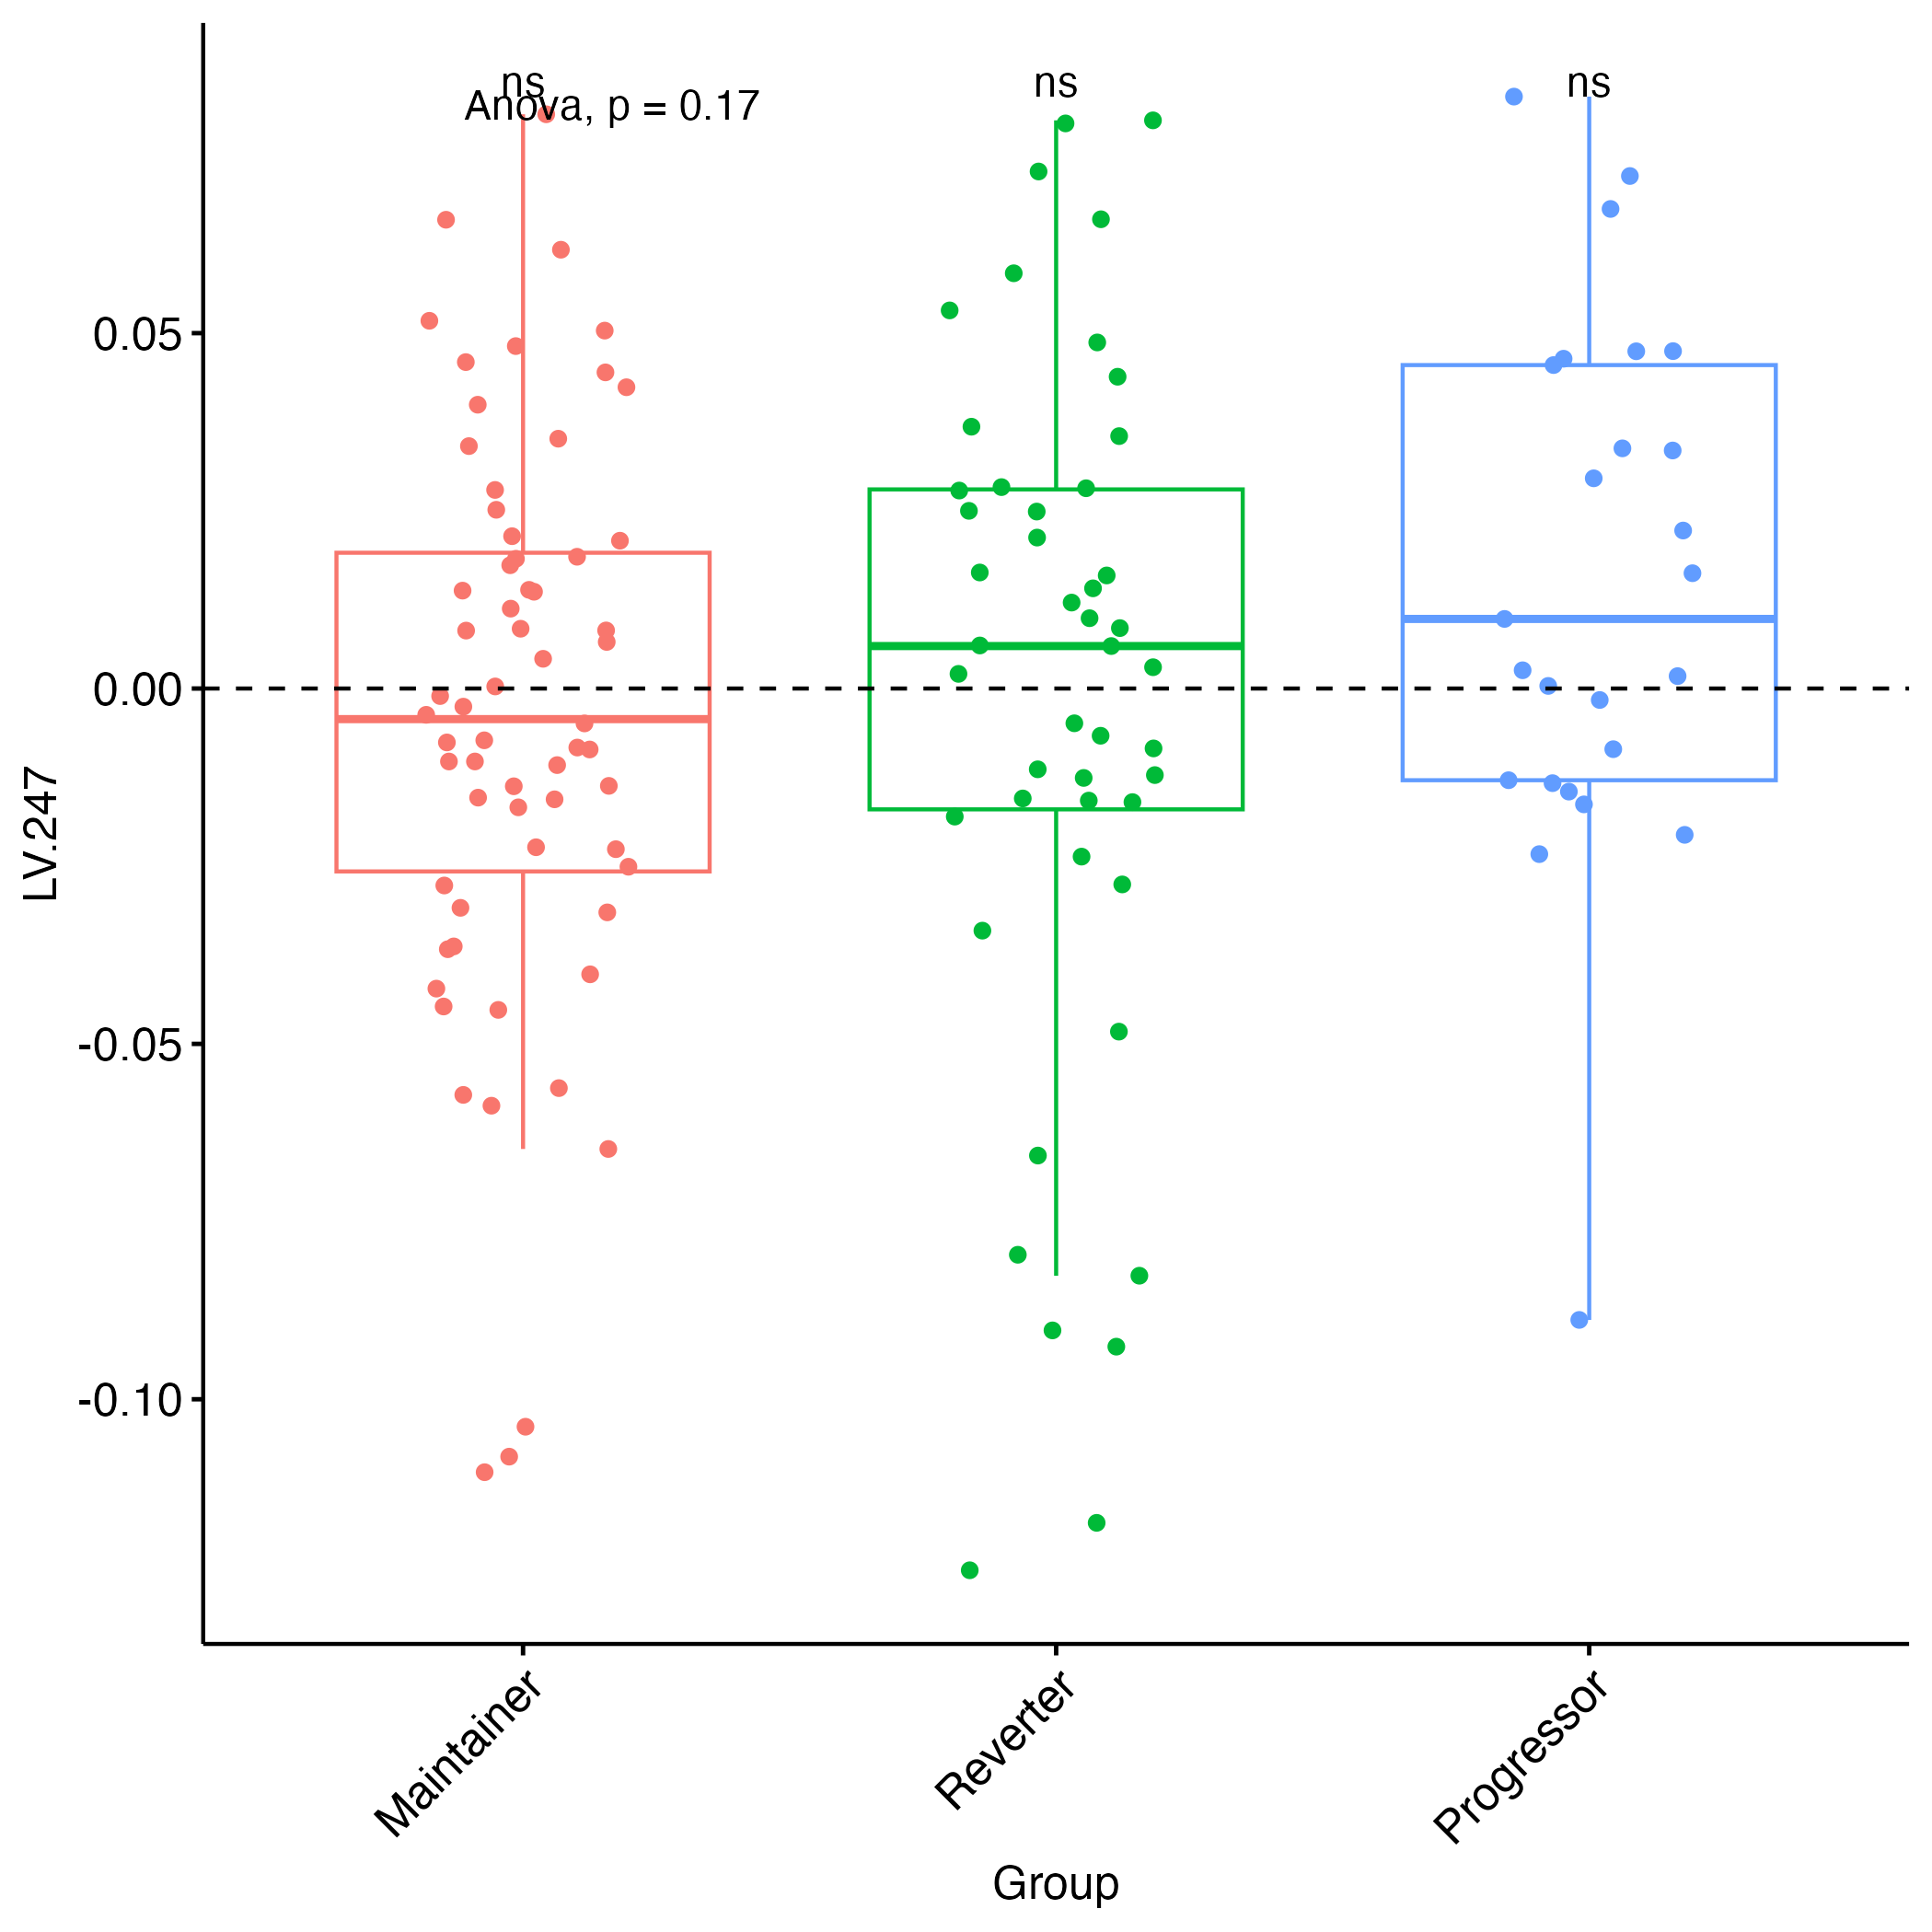 ns
ns
ns
Anova, p = 0.17
0.05
0.00
-0.05
-0.10
LV.247
Maintainer
Reverter
Progressor
Group